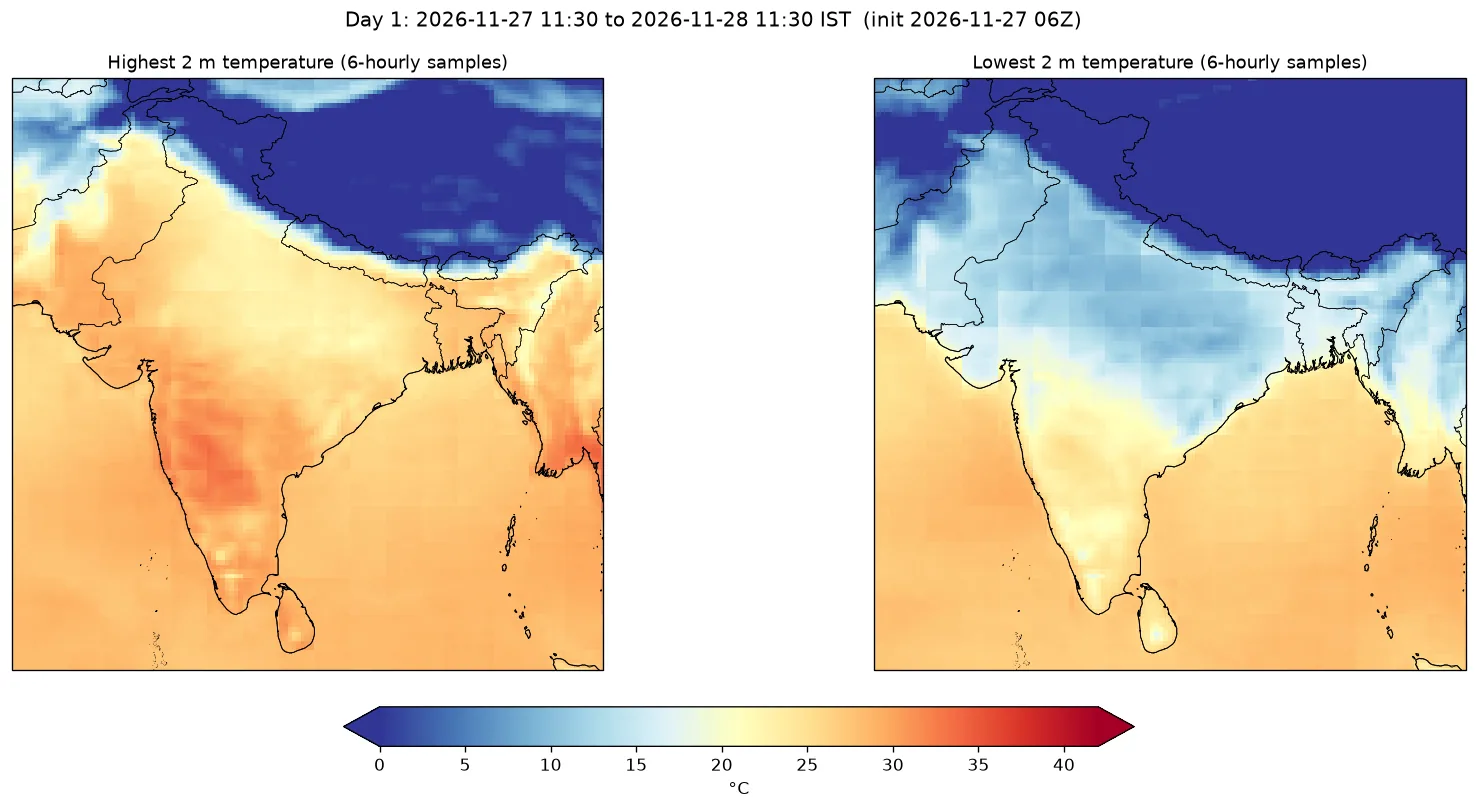 Day 1: 2026-11-27 11:30 to 2026-11-28 11:30 IST  (init 2026-11-27 06Z)
Highest 2 m temperature (6-hourly samples)
Lowest 2 m temperature (6-hourly samples)
0 5 10 15 20 25 30 35 40
°C